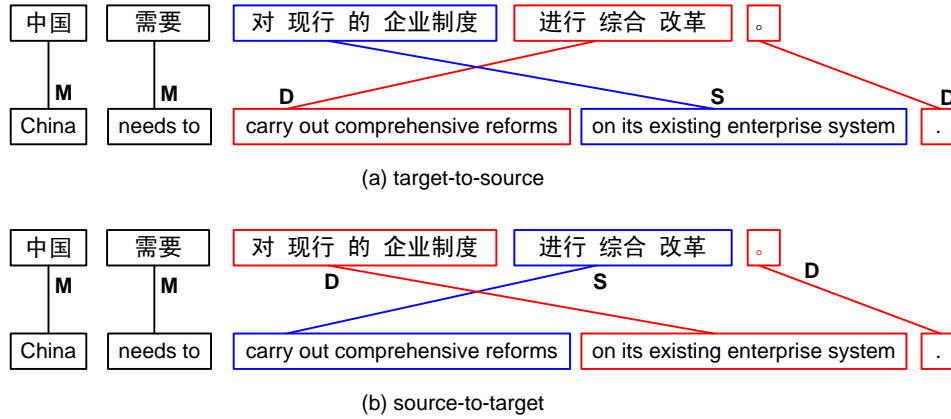 中国 需要 对 现行 的 企业制度 进行 综合 改革 。
M M D S D
China needs to carry out comprehensive reforms on its existing enterprise system .
(a) target-to-source
中国 需要 对 现行 的 企业制度 进行 综合 改革 。
M M D S D
China needs to carry out comprehensive reforms on its existing enterprise system .
(b) source-to-target